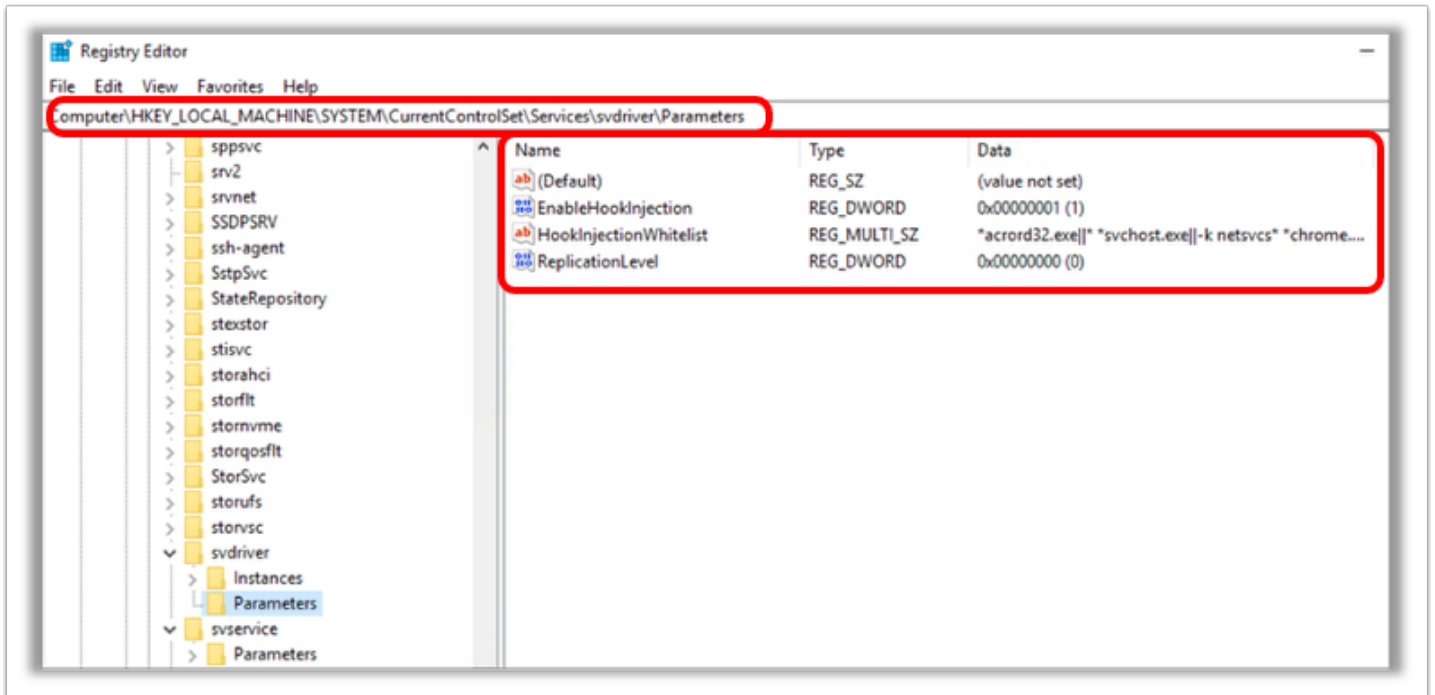 Registry Editor
File Edit View Favorites Help
Computer\HKEY_LOCAL_MACHINE\SYSTEM\CurrentControlSet\Services\svdriver\Parameters
sppsvc
srv2
srvnet
SSDPSRV
ssh-agent
SstpSvc
StateRepository
stexstor
stisvc
storahci
storflt
stornvme
storqosflt
StorSvc
storufs
storvsc
svdriver
Instances
Parameters
svservice
Parameters
Name Type Data
(Default) REG_SZ (value not set)
EnableHookInjection REG_DWORD 0x00000001 (1)
HookInjectionWhitelist REG_MULTI_SZ *acrord32.exe||* *svchost.exe||-k netsvcs* *chrome....
ReplicationLevel REG_DWORD 0x00000000 (0)